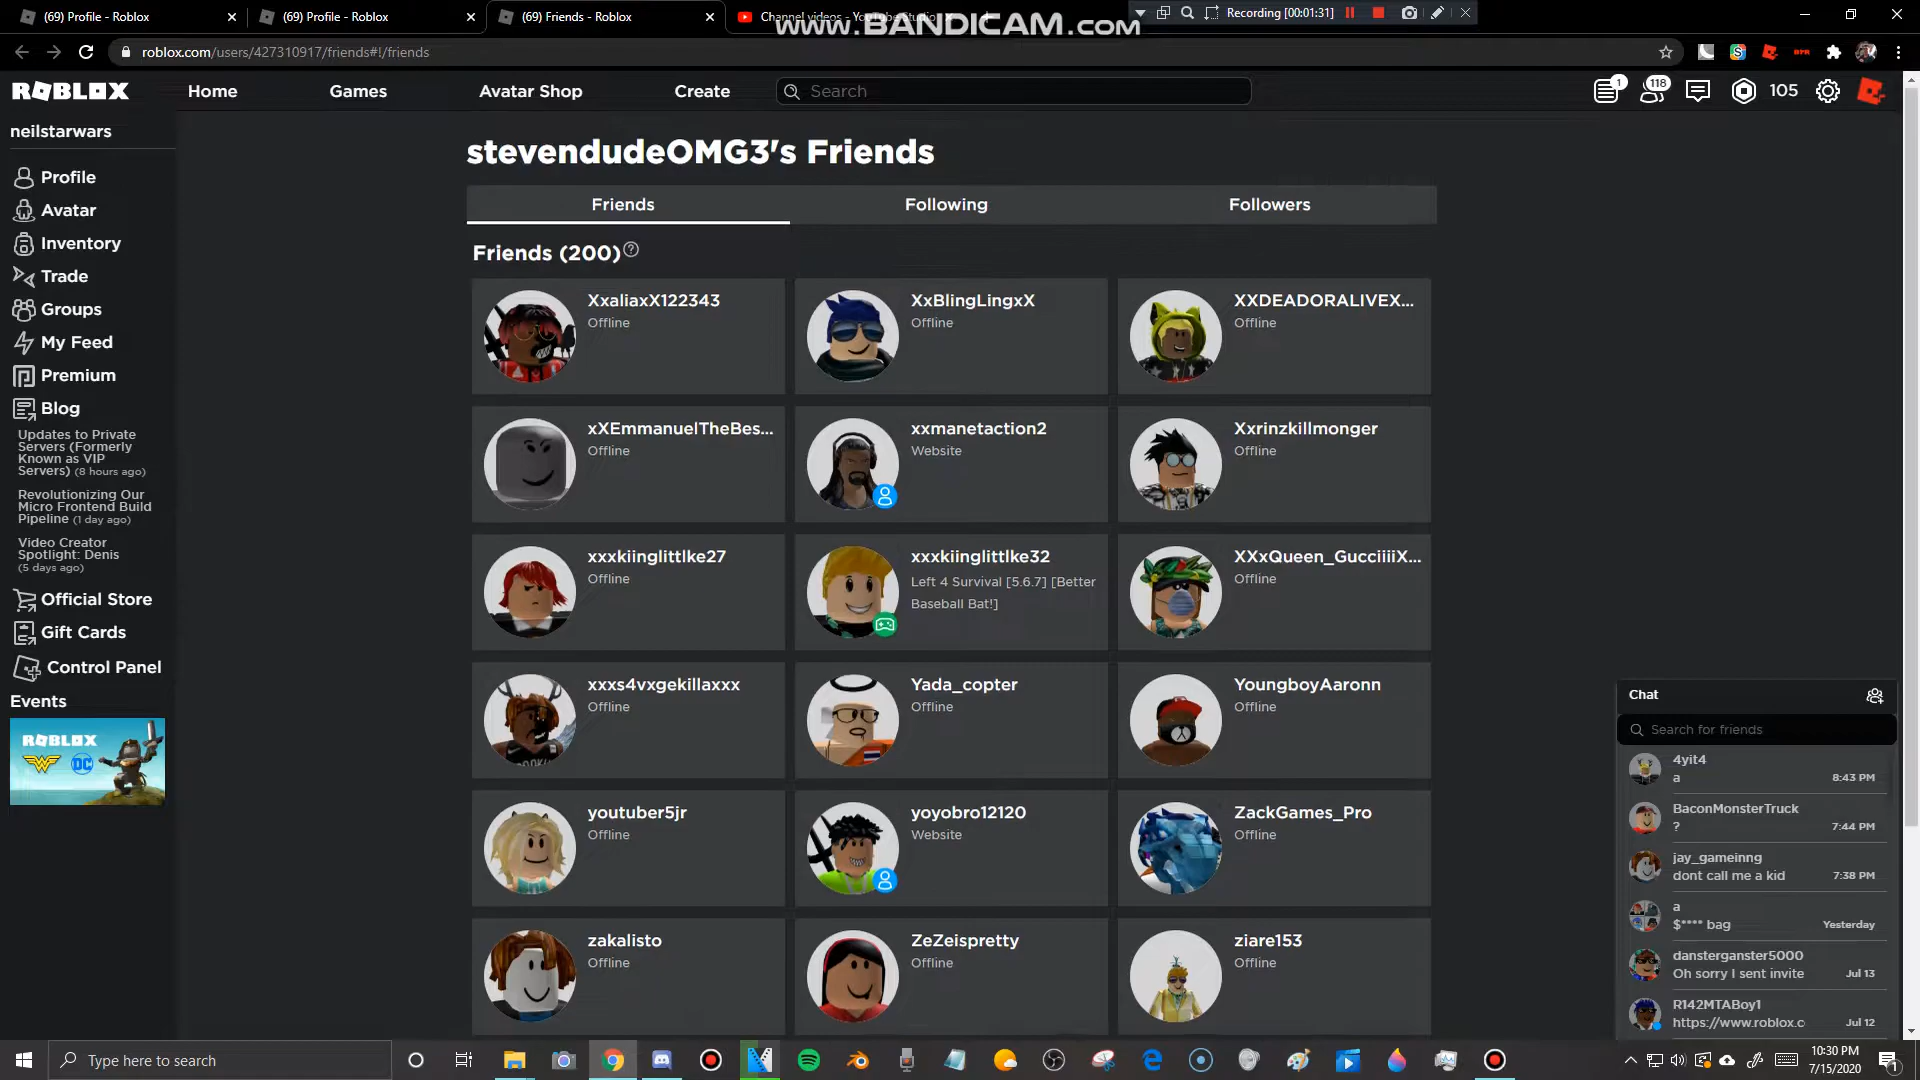 (69) Profile - Roblox
(69) Profile - Roblox
(69) Friends - Roblox
Channel videos - YouTube Studio
www.BANDICAM.com
Recording [00:01:31]
roblox.com/users/427310917/friends#!/friends
ROBLOX
Home
Games
Avatar Shop
Create
Search
1
118
105
neilstarwars
Profile
Avatar
Inventory
Trade
Groups
My Feed
Premium
Blog
Updates to Private
Servers (Formerly
Known as VIP
Servers) (8 hours ago)
Revolutionizing Our
Micro Frontend Build
Pipeline (1 day ago)
Video Creator
Spotlight: Denis
(5 days ago)
Official Store
Gift Cards
Control Panel
Events
ROBLOX
DC
stevendudeOMG3's Friends
Friends
Following
Followers
Friends (200)
XxaliaxX122343
Offline
XxBlingLingxX
Offline
XXDEADORALIVEX...
Offline
xXEmmanuelTheBes...
Offline
xxmanetaction2
Website
Xxrinzkillmonger
Offline
xxxkiinglittlke27
Offline
xxxkiinglittlke32
Left 4 Survival [5.6.7] [Better
Baseball Bat!]
XXxQueen_GucciiiiX...
Offline
xxxs4vxgekillaxxx
Offline
Yada_copter
Offline
YoungboyAaronn
Offline
youtuber5jr
Offline
yoyobro12120
Website
ZackGames_Pro
Offline
zakalisto
Offline
ZeZeispretty
Offline
ziare153
Offline
Chat
Search for friends
4yit4
a
8:43 PM
BaconMonsterTruck
?
7:44 PM
jay_gameinng
dont call me a kid
7:38 PM
a
$**** bag
Yesterday
dansterganster5000
Oh sorry I sent invite
Jul 13
R142MTABoy1
https://www.roblox.c
Jul 12
Type here to search
10:30 PM
7/15/2020
1